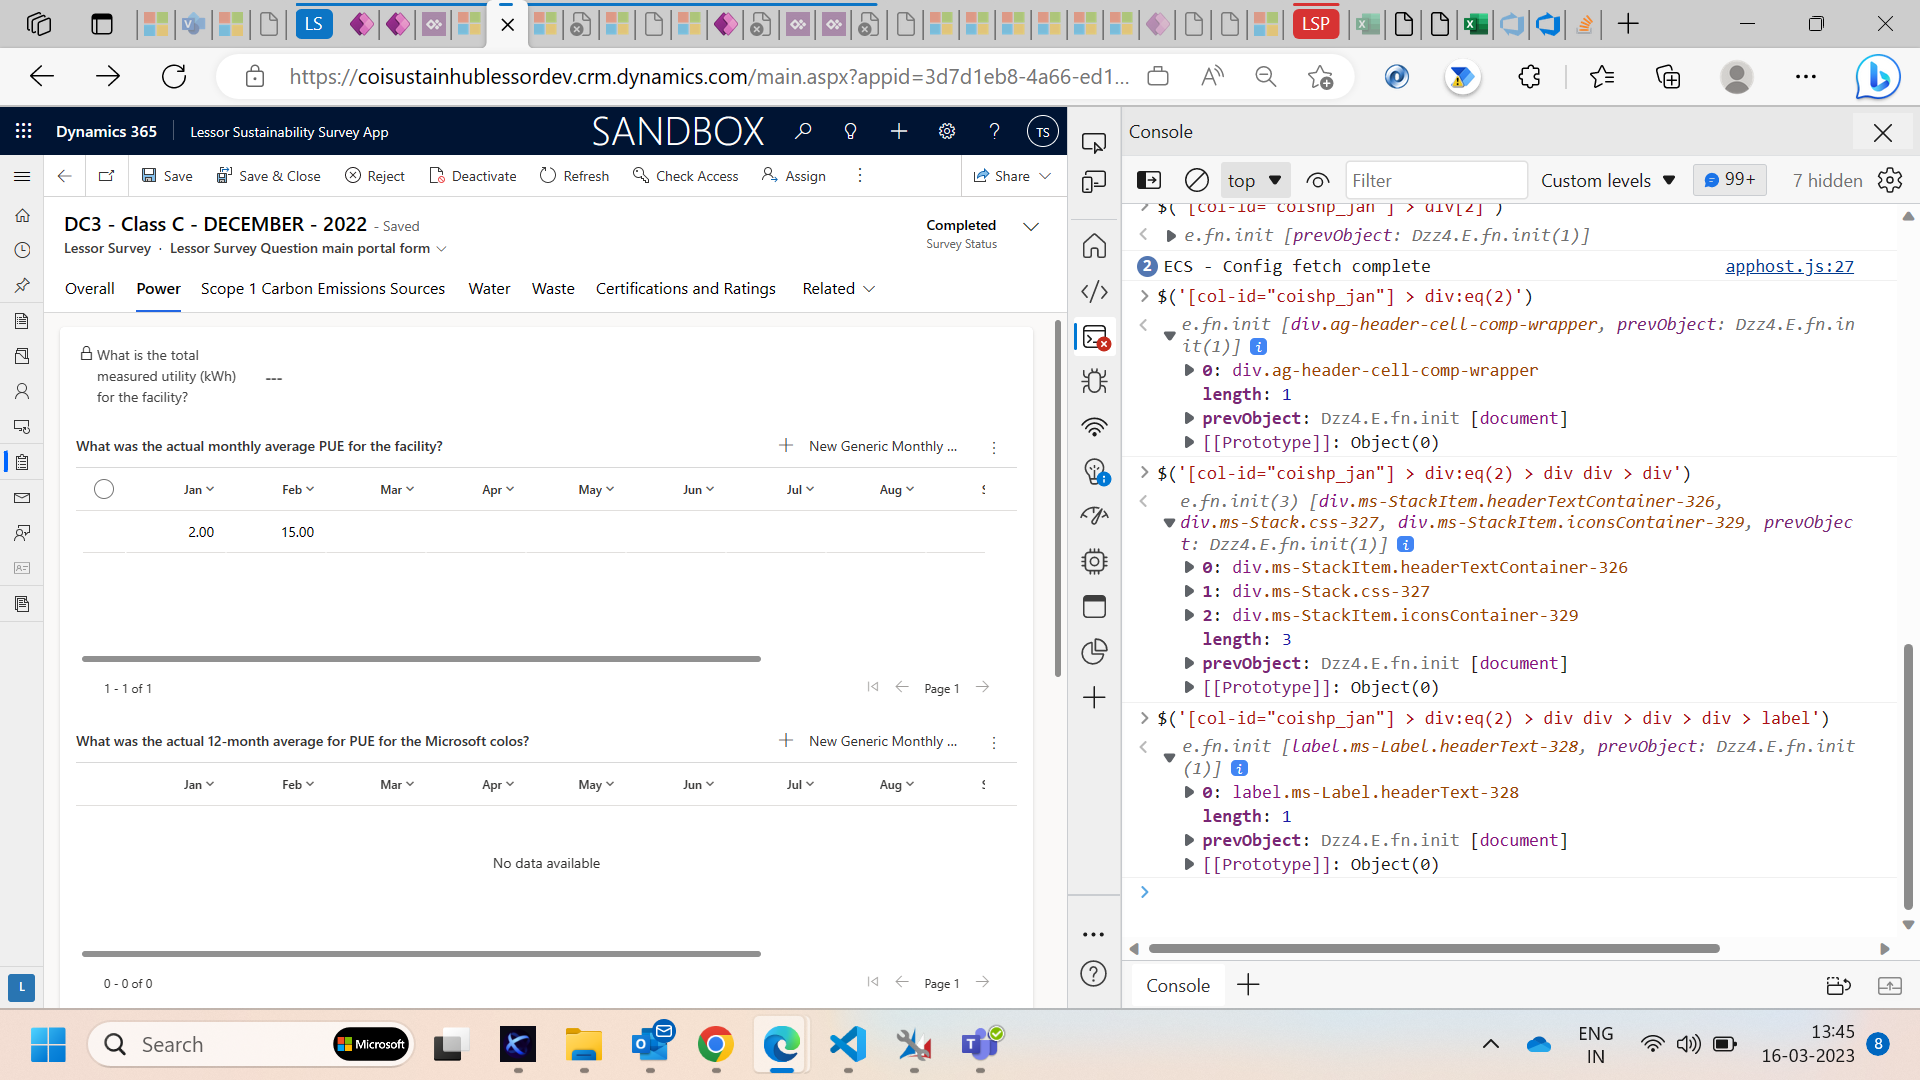 LS
LSP
https://coisustainhublessordev.crm.dynamics.com/main.aspx?appid=3d7d1eb8-4a66-ed1...
Dynamics 365
Lessor Sustainability Survey App
SANDBOX
TS
Save
Save & Close
Reject
Deactivate
Refresh
Check Access
Assign
Share
DC3 - Class C - DECEMBER - 2022 - Saved
Lessor Survey · Lessor Survey Question main portal form
Completed
Survey Status
Overall
Power
Scope 1 Carbon Emissions Sources
Water
Waste
Certifications and Ratings
Related
What is the total
measured utility (kWh)
for the facility?
---
What was the actual monthly average PUE for the facility?
New Generic Monthly ...
Jan Feb Mar Apr May Jun Jul Aug
2.00 15.00
1 - 1 of 1
Page 1
What was the actual 12-month average for PUE for the Microsoft colos?
New Generic Monthly ...
Jan Feb Mar Apr May Jun Jul Aug
No data available
0 - 0 of 0
Page 1
L
Console
top
Filter
Custom levels
99+
7 hidden
$('[col-id="coishp_jan"] > div[2]')
e.fn.init [prevObject: Dzz4.E.fn.init(1)]
2 ECS - Config fetch complete
apphost.js:27
$('[col-id="coishp_jan"] > div:eq(2)')
e.fn.init [div.ag-header-cell-comp-wrapper, prevObject: Dzz4.E.fn.in
it(1)] i
0: div.ag-header-cell-comp-wrapper
length: 1
prevObject: Dzz4.E.fn.init [document]
[[Prototype]]: Object(0)
$('[col-id="coishp_jan"] > div:eq(2) > div div > div')
e.fn.init(3) [div.ms-StackItem.headerTextContainer-326,
div.ms-Stack.css-327, div.ms-StackItem.iconsContainer-329, prevObjec
t: Dzz4.E.fn.init(1)] i
0: div.ms-StackItem.headerTextContainer-326
1: div.ms-Stack.css-327
2: div.ms-StackItem.iconsContainer-329
length: 3
prevObject: Dzz4.E.fn.init [document]
[[Prototype]]: Object(0)
$('[col-id="coishp_jan"] > div:eq(2) > div div > div > div > label')
e.fn.init [label.ms-Label.headerText-328, prevObject: Dzz4.E.fn.init
(1)] i
0: label.ms-Label.headerText-328
length: 1
prevObject: Dzz4.E.fn.init [document]
[[Prototype]]: Object(0)
Console
Search
Microsoft
ENG
IN
13:45
16-03-2023
8